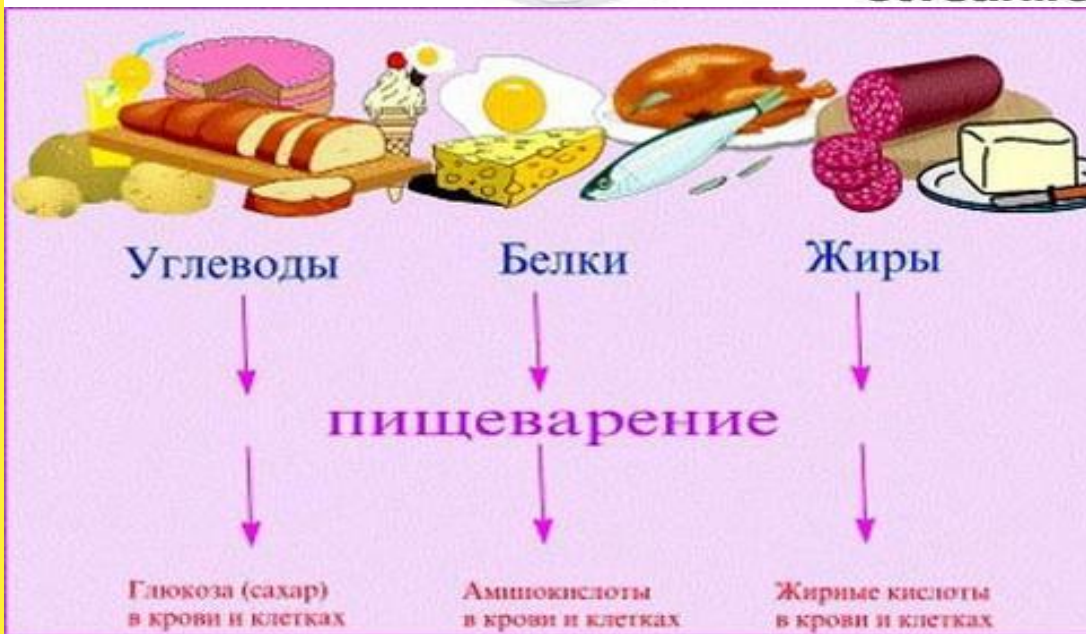 Углеводы Белки Жиры
пищеварение
Глюкоза (сахар) Аминокислоты Жирные кислоты
в крови и клетках в крови и клетках в крови и клетках